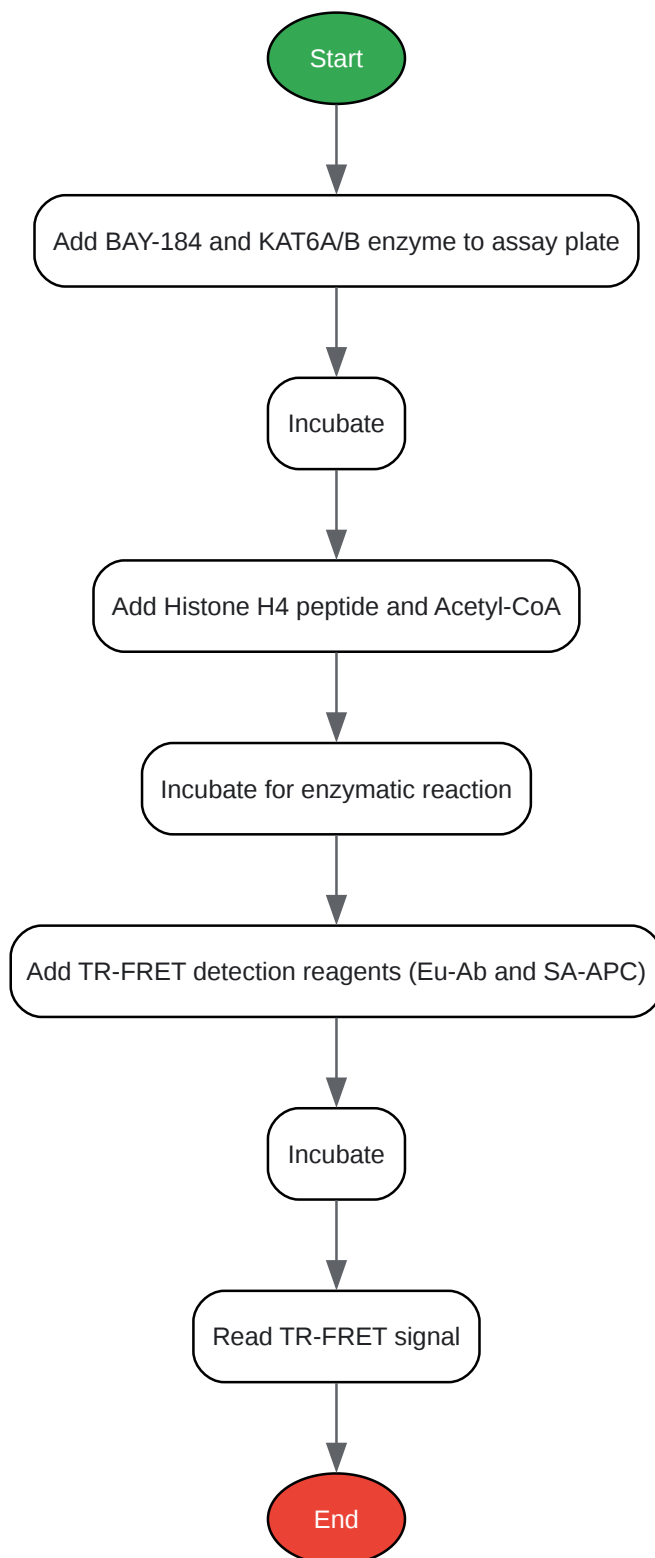 Start
Add BAY-184 and KAT6A/B enzyme to assay plate
Incubate
Add Histone H4 peptide and Acetyl-CoA
Incubate for enzymatic reaction
Add TR-FRET detection reagents (Eu-Ab and SA-APC)
Incubate
Read TR-FRET signal
End